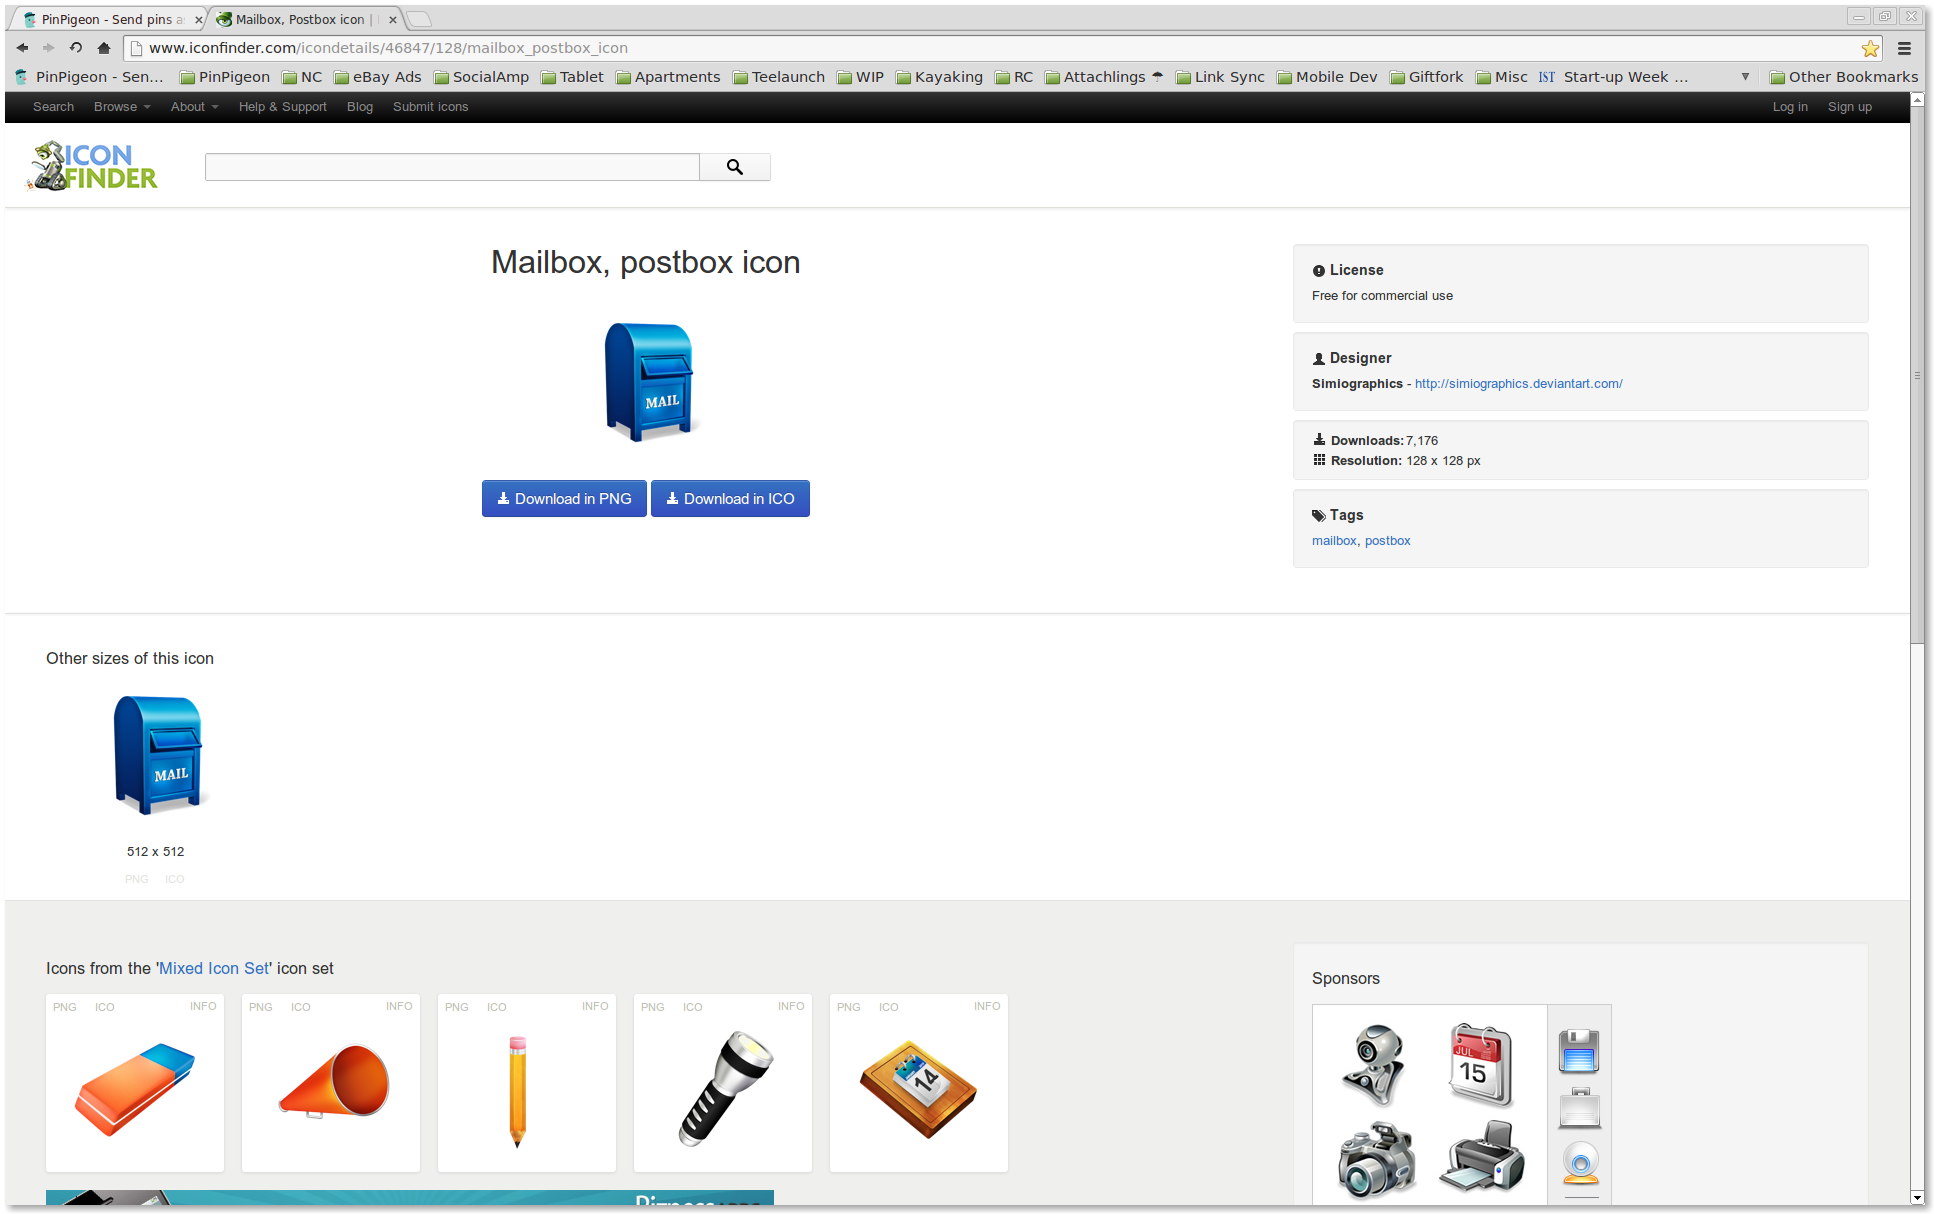 PinPigeon - Send pins a
Mailbox, Postbox icon |
www.iconfinder.com/icondetails/46847/128/mailbox_postbox_icon
PinPigeon - Sen... PinPigeon NC eBay Ads SocialAmp Tablet Apartments Teelaunch WIP Kayaking RC Attachlings ☂ Link Sync Mobile Dev Giftfork Misc IST Start-up Week ... Other Bookmarks
Search Browse About Help & Support Blog Submit icons Log in Sign up
ICON
FINDER
Mailbox, postbox icon
MAIL
Download in PNG Download in ICO
License
Free for commercial use
Designer
Simiographics - http://simiographics.deviantart.com/
Downloads: 7,176
Resolution: 128 x 128 px
Tags
mailbox, postbox
Other sizes of this icon
MAIL
512 x 512
PNG ICO
Icons from the 'Mixed Icon Set' icon set
PNG ICO INFO PNG ICO INFO PNG ICO INFO PNG ICO INFO PNG ICO INFO
14
Sponsors
JUL
15